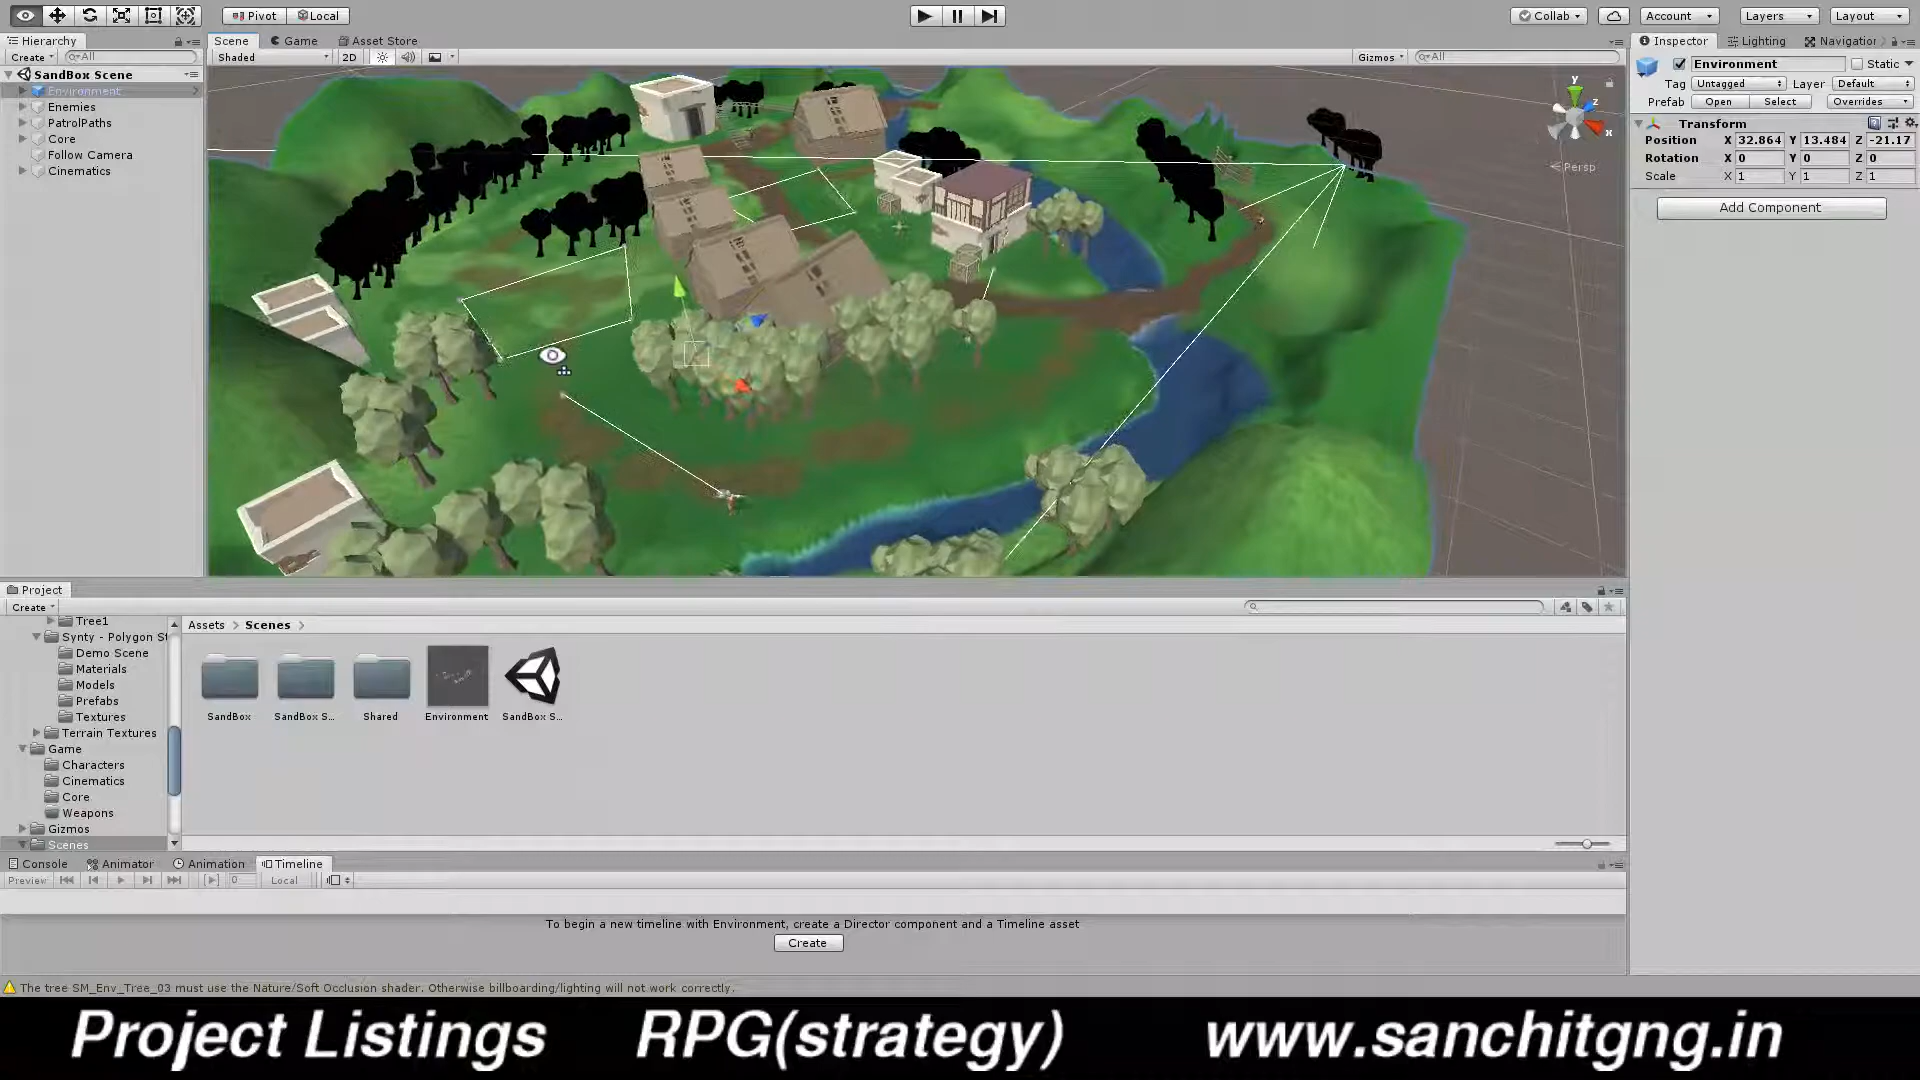 Pivot Local Collab Account Layers Layout
Hierarchy Scene Game Asset Store Inspector Lighting Navigation
Create All Shaded 2D Gizmos All
SandBox Scene
Environment
Enemies
PatrolPaths
Core
Follow Camera
Cinematics
y
z
x
Persp
Environment Static
Tag Untagged Layer Default
Prefab Open Select Overrides
Transform
Position X 32.864 Y 13.484 Z -21.17
Rotation X 0 Y 0 Z 0
Scale X 1 Y 1 Z 1
Add Component
Project
Create
Tree1
Synty - Polygon St
Demo Scene
Materials
Models
Prefabs
Textures
Terrain Textures
Game
Characters
Cinematics
Core
Weapons
Gizmos
Scenes
Assets > Scenes >
SandBox SandBox S... Shared Environment SandBox S...
Console Animator Animation Timeline
Preview 0 Local
To begin a new timeline with Environment, create a Director component and a Timeline asset
Create
The tree SM_Env_Tree_03 must use the Nature/Soft Occlusion shader. Otherwise billboarding/lighting will not work correctly.
Project Listings RPG(strategy) www.sanchitgng.in